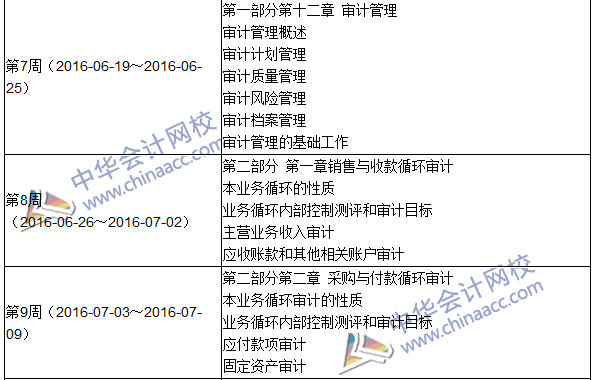 第一部分第十二章 审计管理
审计管理概述
审计计划管理
第7周（2016-06-19～2016-06-
25）
审计质量管理
审计风险管理
审计档案管理
审计管理的基础工作
中华会计网校
www.chinaacc.com
第二部分 第一章销售与收款循环审计
本业务循环的性质
第8周
（2016-06-26～2016-07-02）
业务循环内部控制测评和审计目标
主营业务收入审计
应收账款和其他相关账户审计
第二部分第二章 采购与付款循环审计
本业务循环审计的性质
第9周（2016-07-03～2016-07-
09）
业务循环内部控制测评和审计目标
应付款项审计
固定资产审计
中华会计网校
www.chinaacc.com